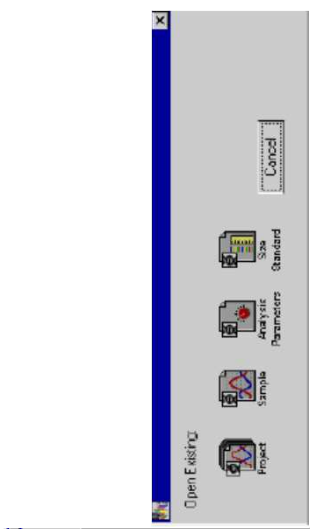 Open Existing:
Project
Sample
Analysis
Parameters
Size
Standard
Cancel